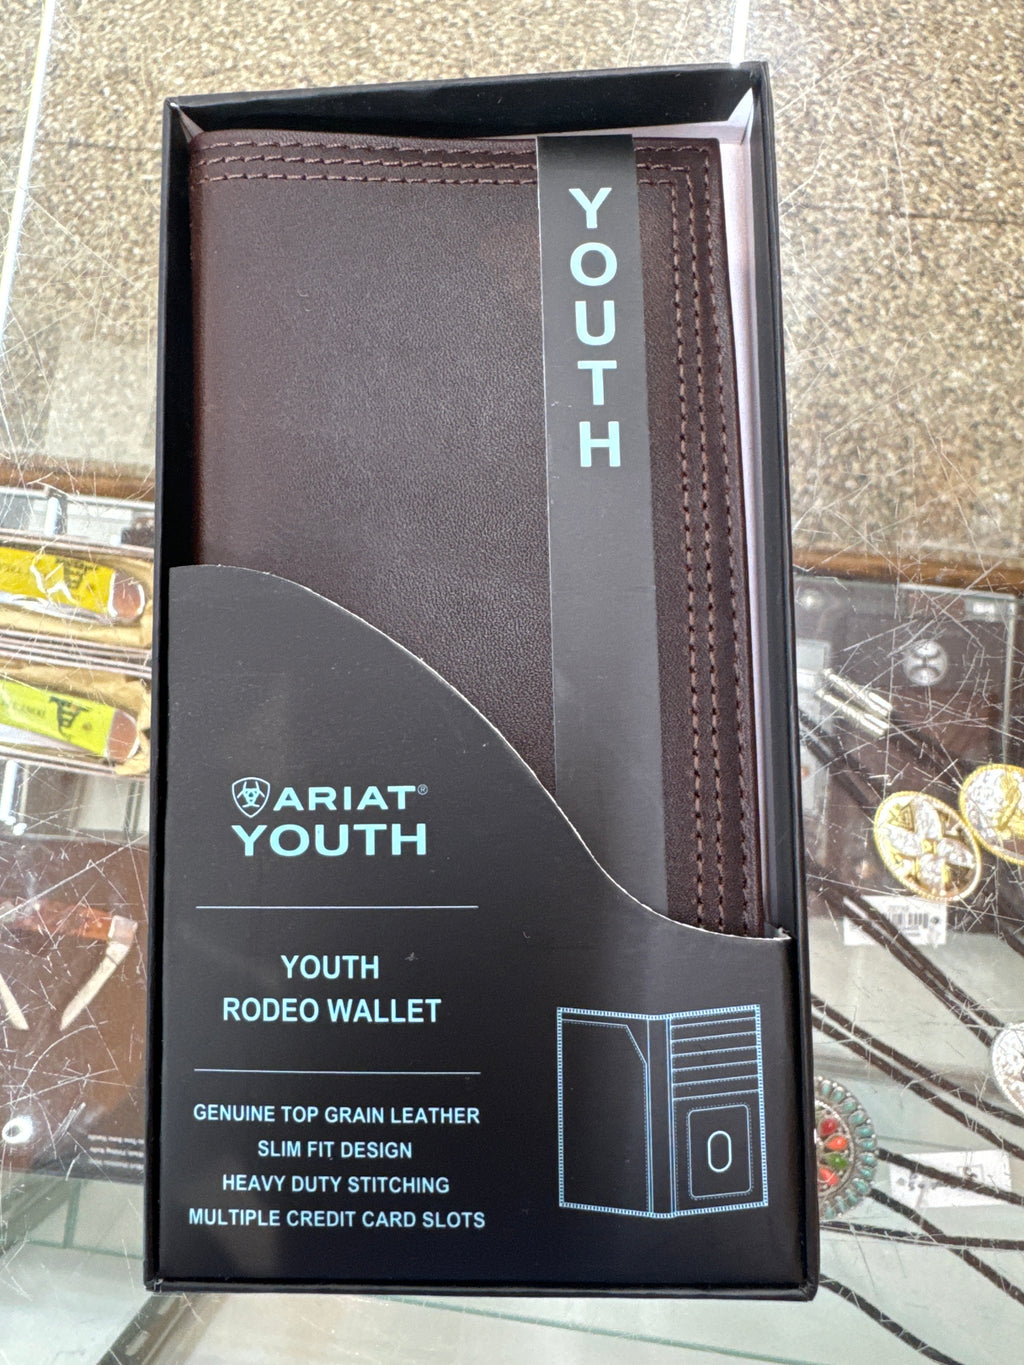 YOUTH
ARIAT®
YOUTH
YOUTH
RODEO WALLET
GENUINE TOP GRAIN LEATHER
SLIM FIT DESIGN
HEAVY DUTY STITCHING
MULTIPLE CREDIT CARD SLOTS